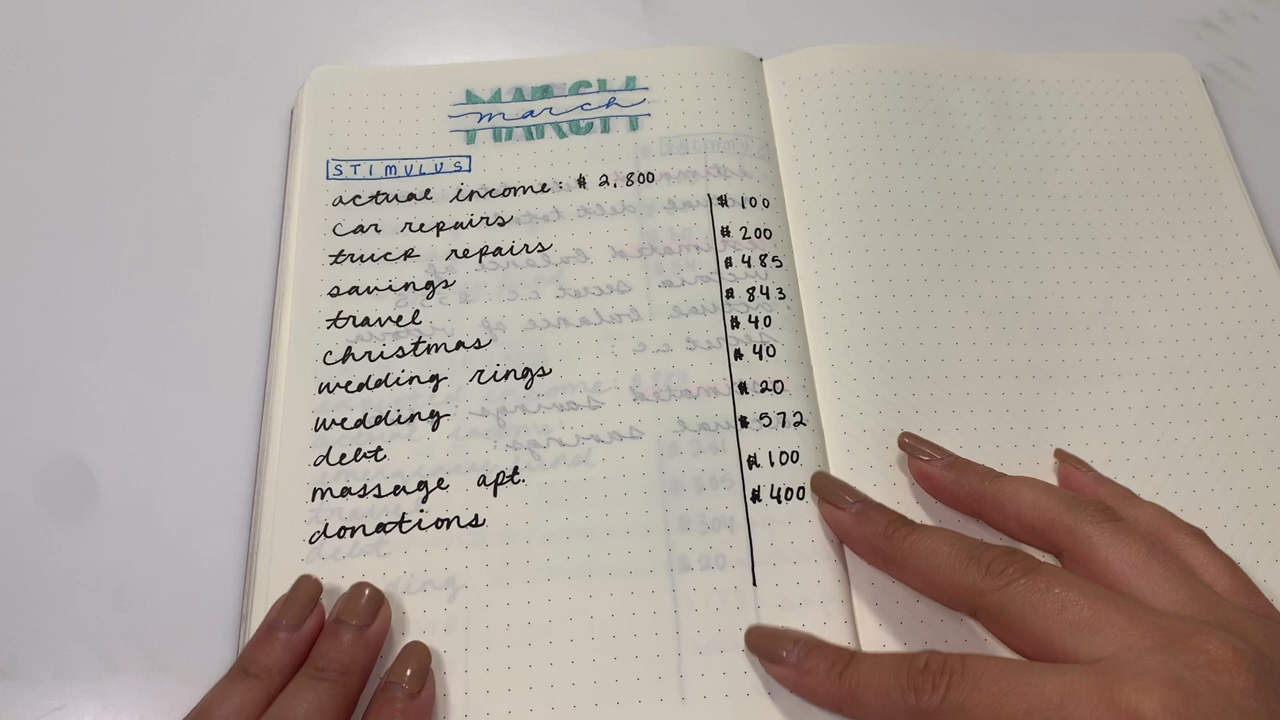 MARCH
march
STIMULUS
actual income: $ 2,800
car repairs $ 100
truck repairs $ 200
savings $ 485
travel $ 843
christmas $ 40
wedding rings $ 40
wedding $ 20
debt $ 572
massage apt. $ 100
donations $ 400